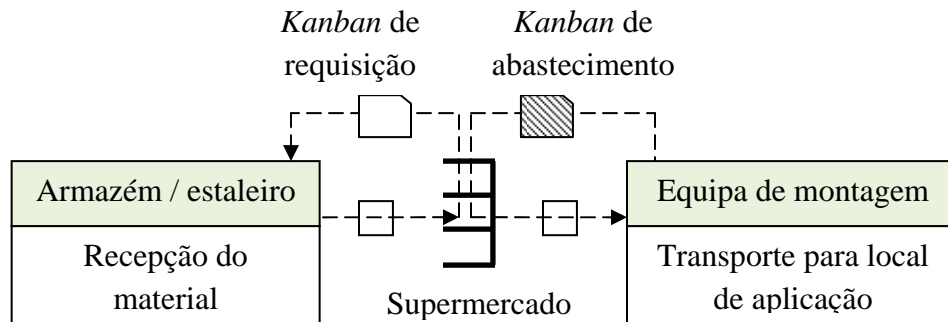 Kanban de
requisição
Kanban de
abastecimento
Armazém / estaleiro
Recepção do
material
Supermercado
Equipa de montagem
Transporte para local
de aplicação